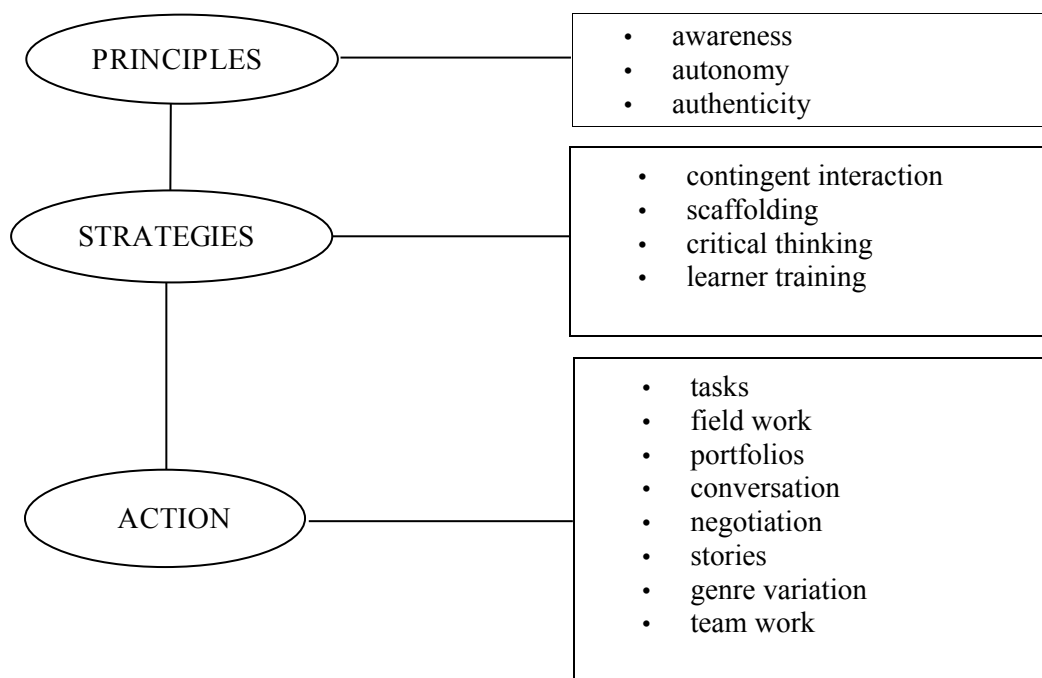 PRINCIPLES
• awareness
• autonomy
• authenticity
STRATEGIES
• contingent interaction
• scaffolding
• critical thinking
• learner training
ACTION
• tasks
• field work
• portfolios
• conversation
• negotiation
• stories
• genre variation
• team work